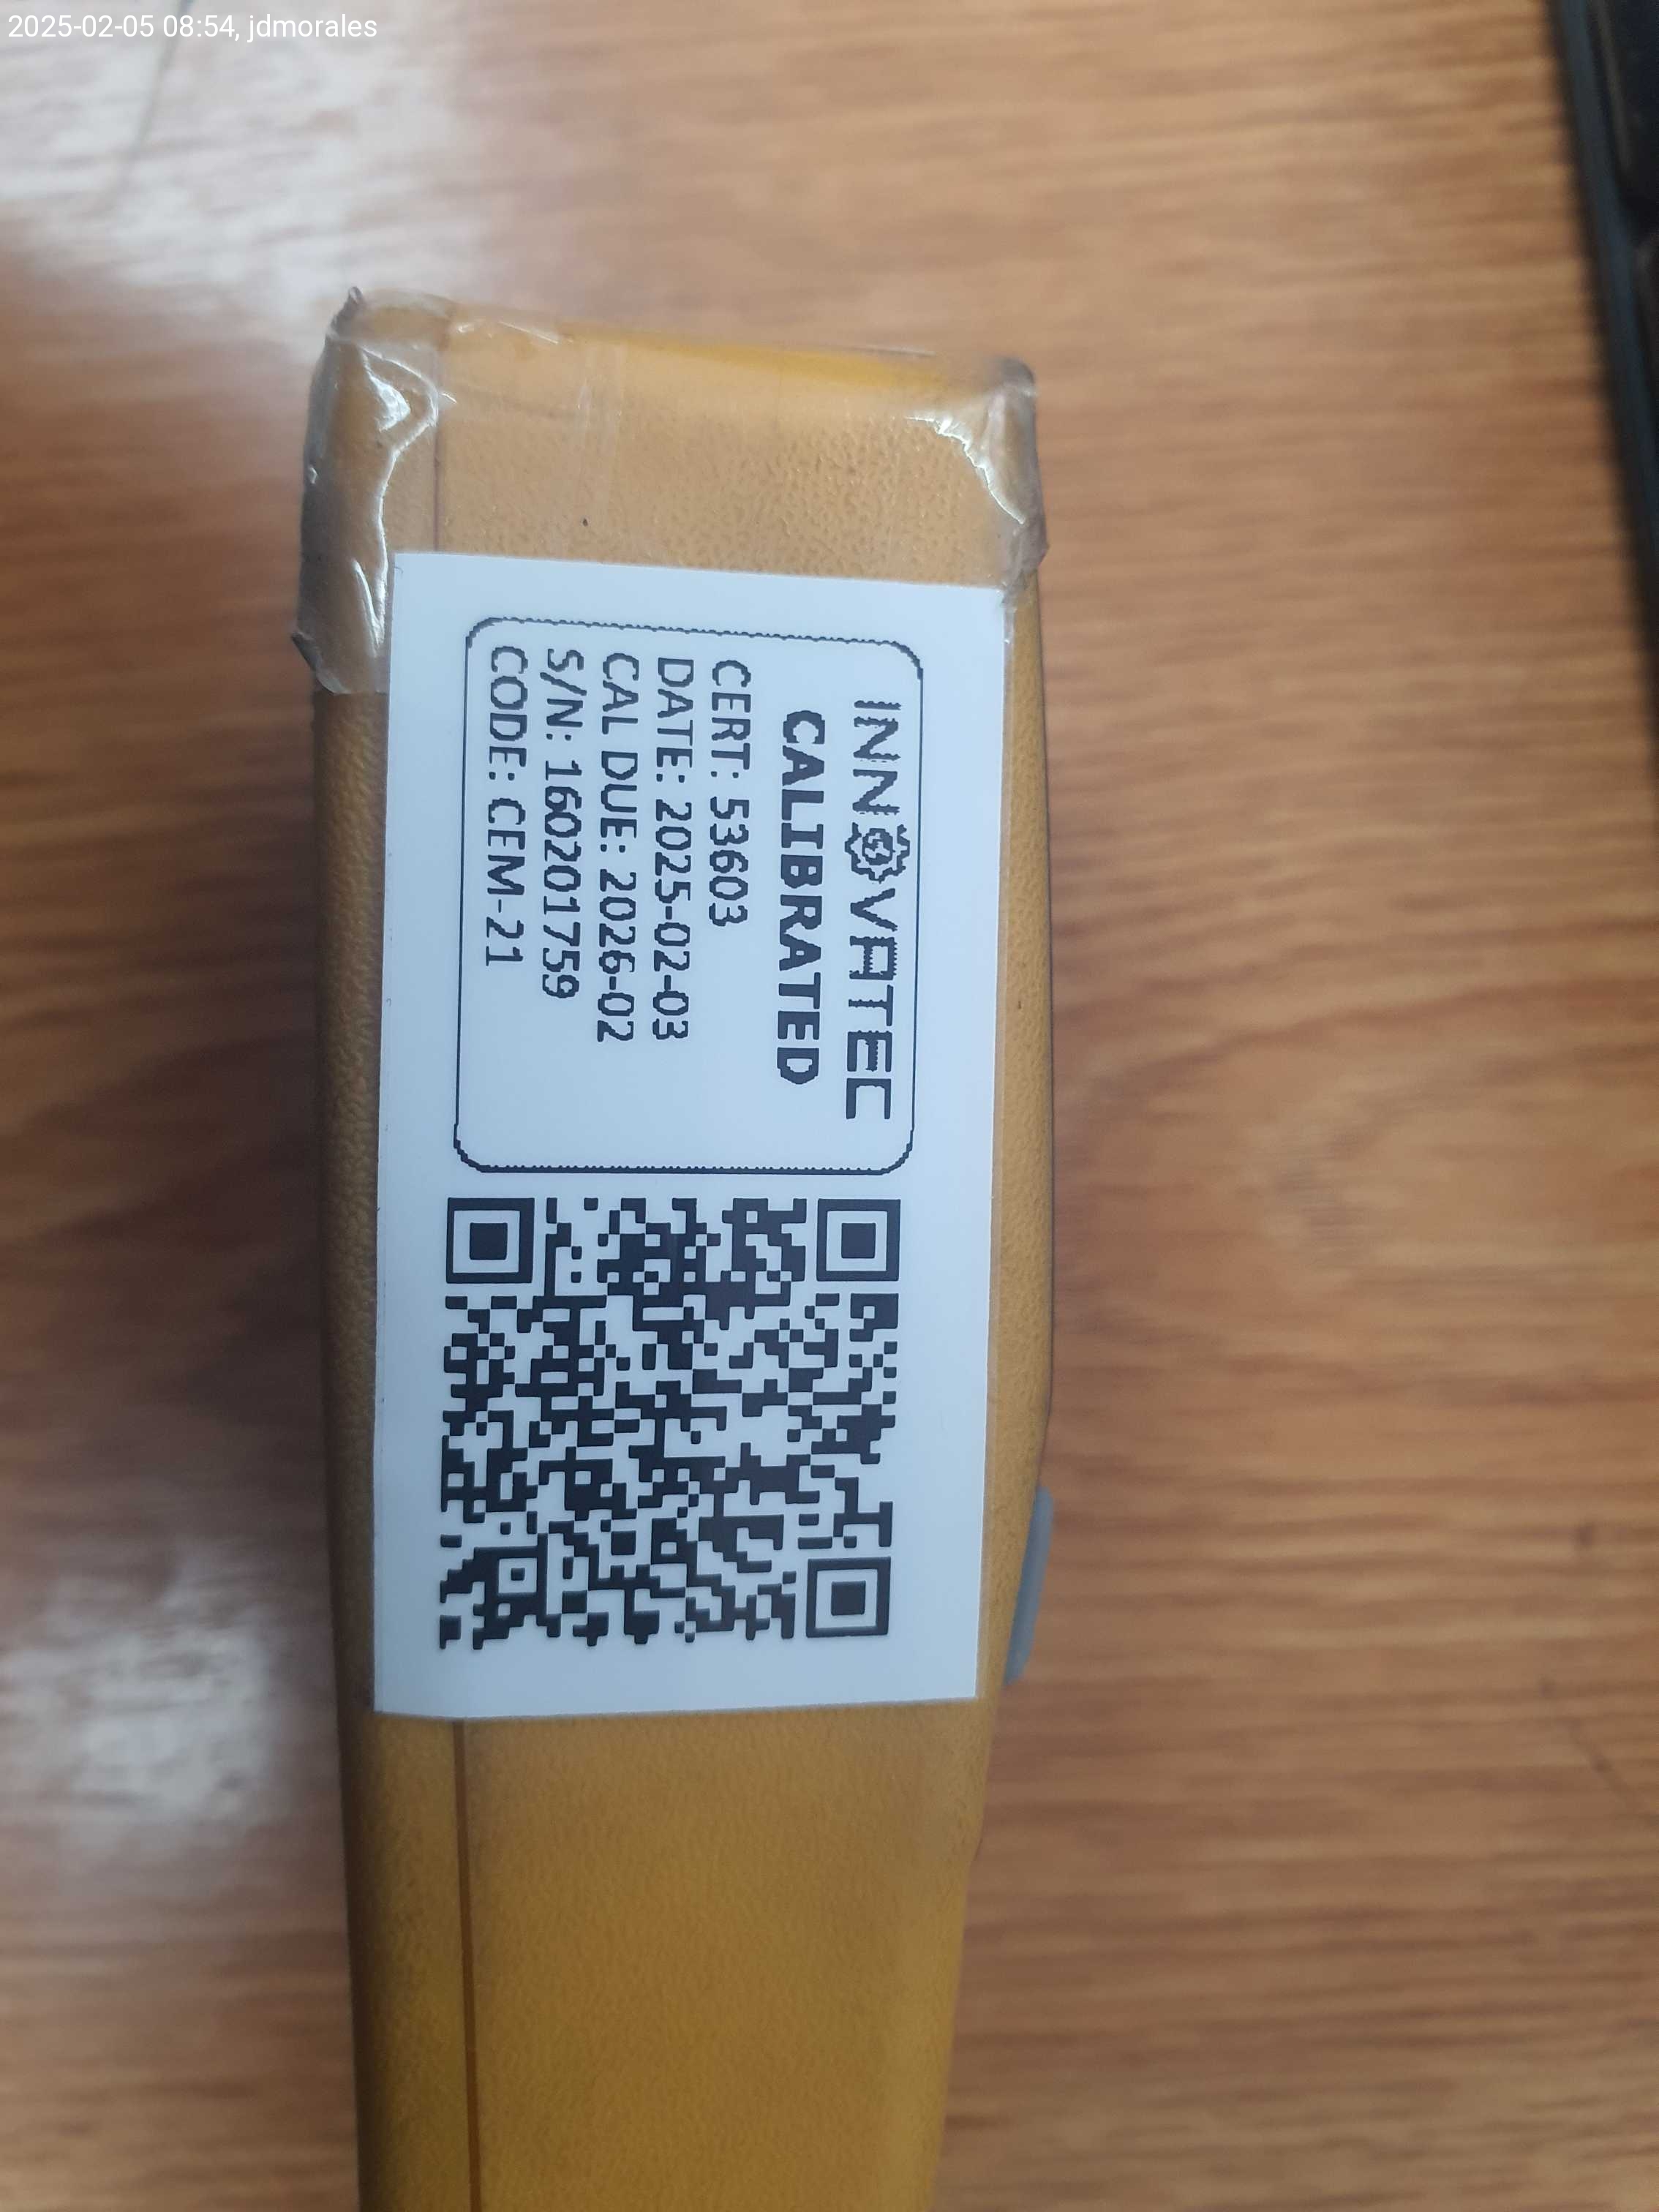 2025-02-05 08:54, jdmorales
INNOVATEC
CALIBRATED
CERT: 53603
DATE: 2025-02-03
CAL DUE: 2026-02
S/N: 160201759
CODE: CEM-21